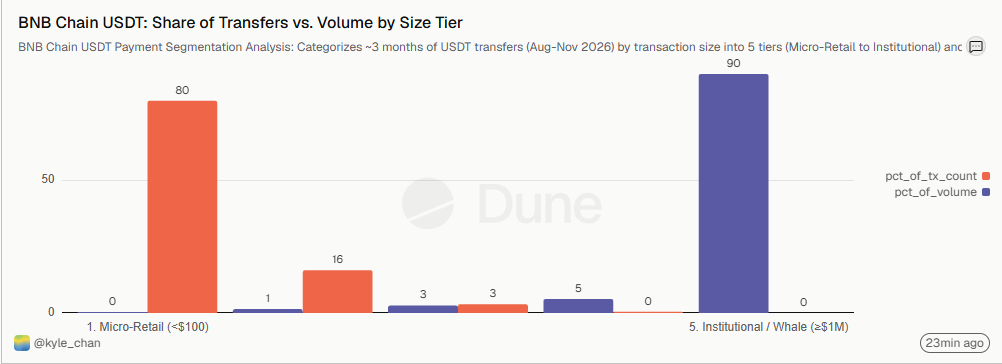 BNB Chain USDT: Share of Transfers vs. Volume by Size Tier
BNB Chain USDT Payment Segmentation Analysis: Categorizes ~3 months of USDT transfers (Aug-Nov 2026) by transaction size into 5 tiers (Micro-Retail to Institutional) and
90
80
50
pct_of_tx_count
pct_of_volume
Dune
16
0
1
3
3
5
0
0
0
1. Micro-Retail (<$100)
5. Institutional / Whale (≥$1M)
@kyle_chan
23min ago